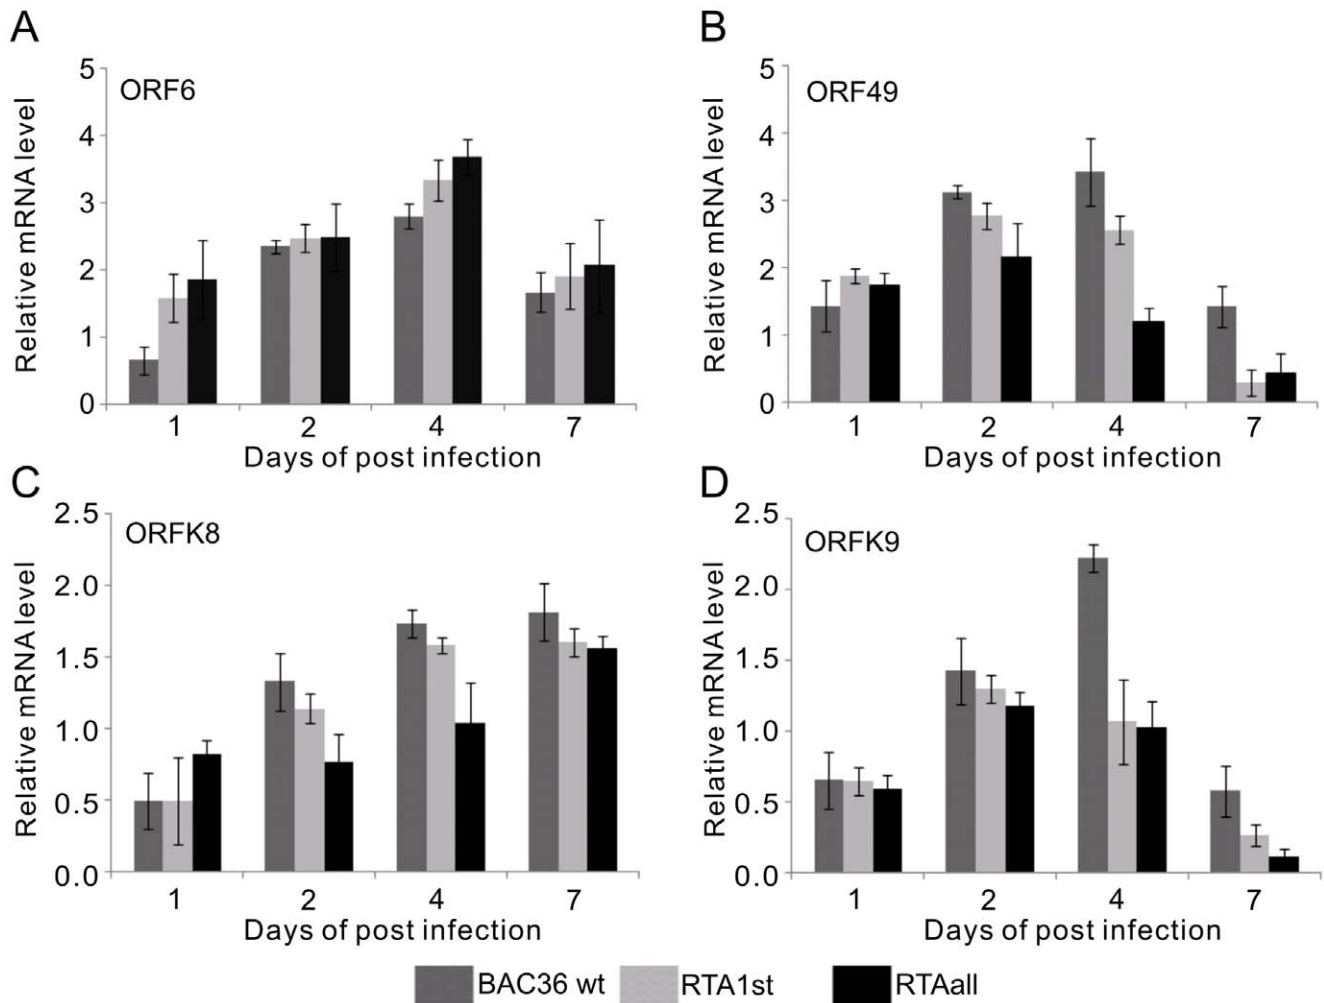 A
ORF6
Relative mRNA level
5
4
3
2
1
0
1 2 4 7
Days of post infection
B
ORF49
Relative mRNA level
5
4
3
2
1
0
1 2 4 7
Days of post infection
C
ORFK8
Relative mRNA level
2.5
2.0
1.5
1.0
0.5
0.0
1 2 4 7
Days of post infection
D
ORFK9
Relative mRNA level
2.5
2.0
1.5
1.0
0.5
0.0
1 2 4 7
Days of post infection
BAC36 wt RTA1st RTAall